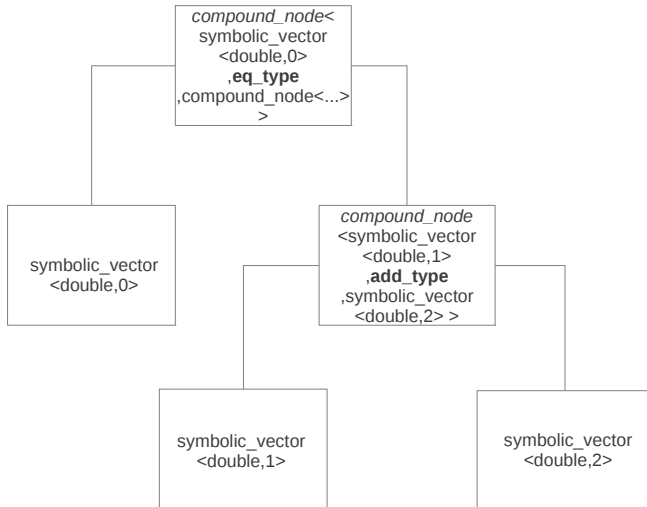 compound_node<
symbolic_vector
<double,0>
,eq_type
,compound_node<...>
>
symbolic_vector
<double,0>
compound_node
<symbolic_vector
<double,1>
,add_type
,symbolic_vector
<double,2> >
symbolic_vector
<double,1>
symbolic_vector
<double,2>